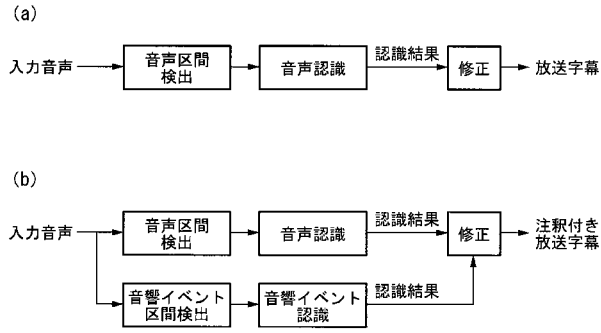 (a)
入力音声
音声区間
検出
音声認識
認識結果
修正
放送字幕
(b)
入力音声
音声区間
検出
音声認識
認識結果
修正
注釈付き
放送字幕
音響イベント
区間検出
音響イベント
認識
認識結果